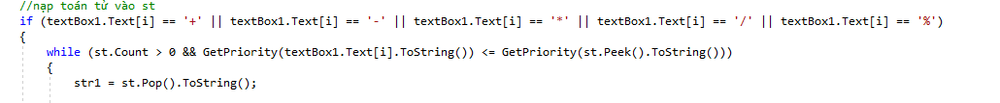 //nạp toán tử vào st
if (textBox1.Text[i] == '+' || textBox1.Text[i] == '-' || textBox1.Text[i] == '*' || textBox1.Text[i] == '/' || textBox1.Text[i] == '%')
{
while (st.Count > 0 && GetPriority(textBox1.Text[i].ToString()) <= GetPriority(st.Peek().ToString()))
{
str1 = st.Pop().ToString();